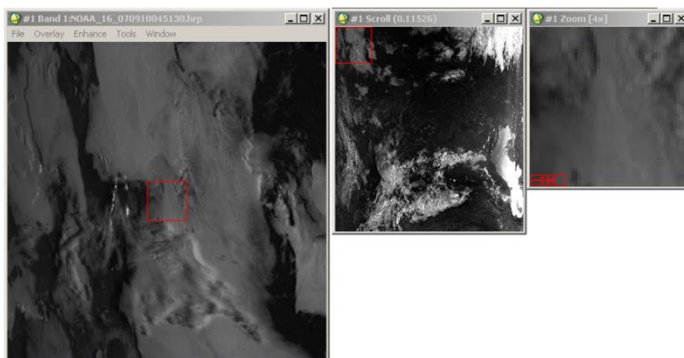 #1 Band 1:NOAA_16_070910045130.hrp
File Overlay Enhance Tools Window
#1 Scroll (0.11526)
#1 Zoom [4x]